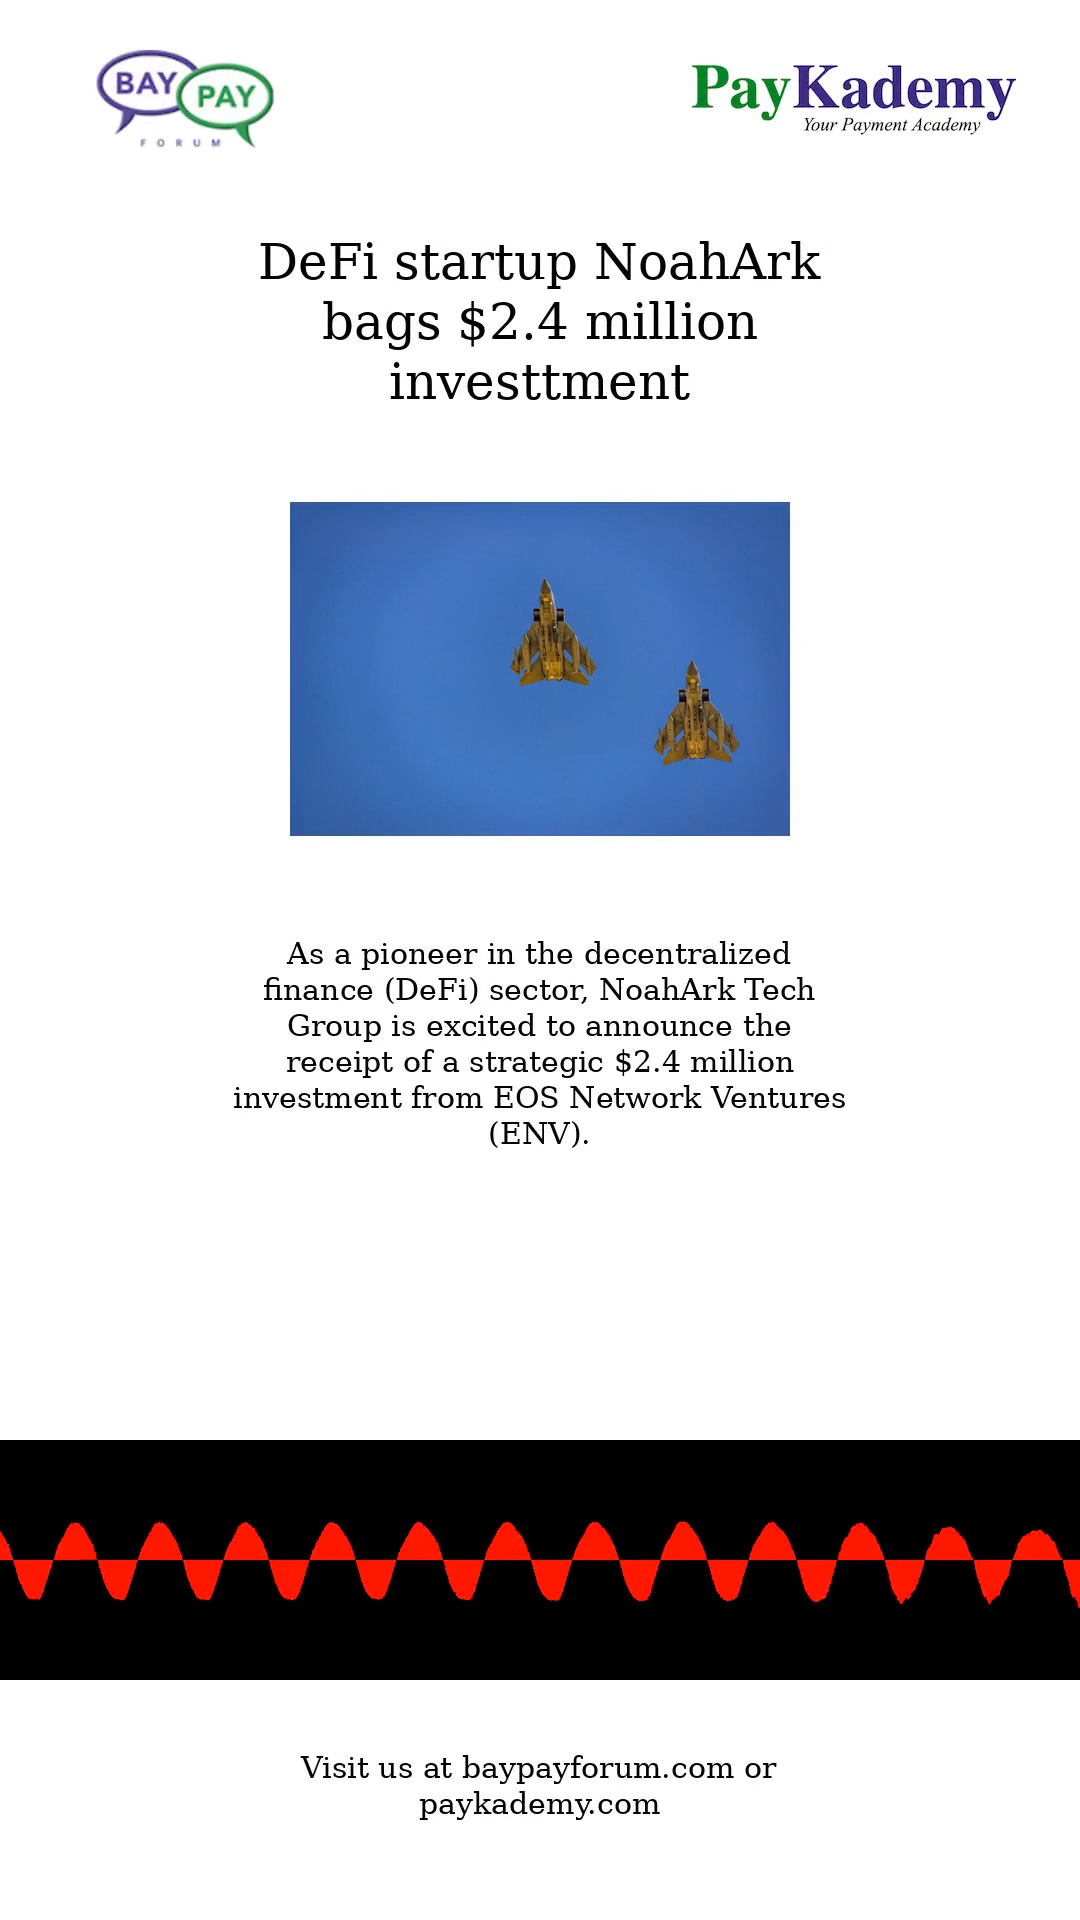 BAY PAY
FORUM
PayKademy
Your Payment Academy
DeFi startup NoahArk
bags $2.4 million
investtment
As a pioneer in the decentralized
finance (DeFi) sector, NoahArk Tech
Group is excited to announce the
receipt of a strategic $2.4 million
investment from EOS Network Ventures
(ENV).
Visit us at baypayforum.com or
paykademy.com